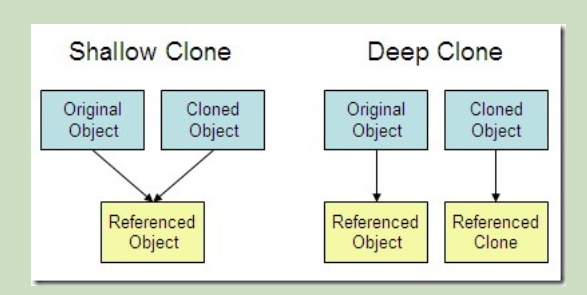 Shallow Clone
Deep Clone
Original
Object
Cloned
Object
Original
Object
Cloned
Object
Referenced
Object
Referenced
Object
Referenced
Clone